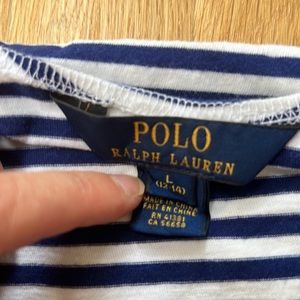 POLO
RALPH LAUREN
L
(12-14)
MADE IN CHINA
FAIT EN CHINE
RN 41381
CA 56658